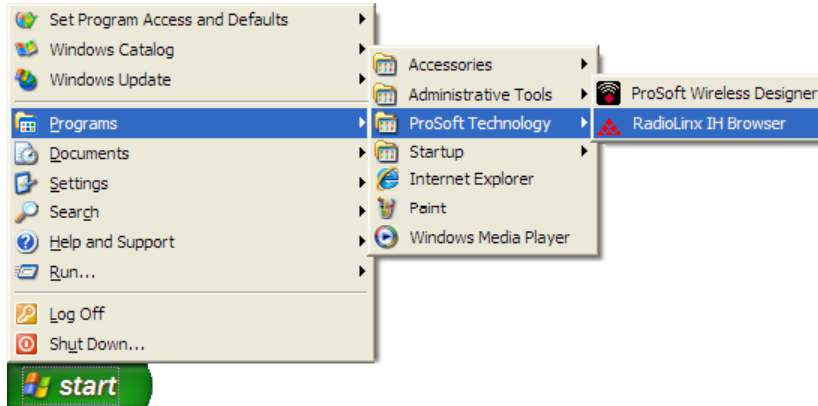 Set Program Access and Defaults
Windows Catalog
Windows Update
Programs
Documents
Settings
Search
Help and Support
Run...
Log Off
Shut Down...
start
Accessories
Administrative Tools
ProSoft Technology
Startup
Internet Explorer
Paint
Windows Media Player
ProSoft Wireless Designer
RadioLinx IH Browser